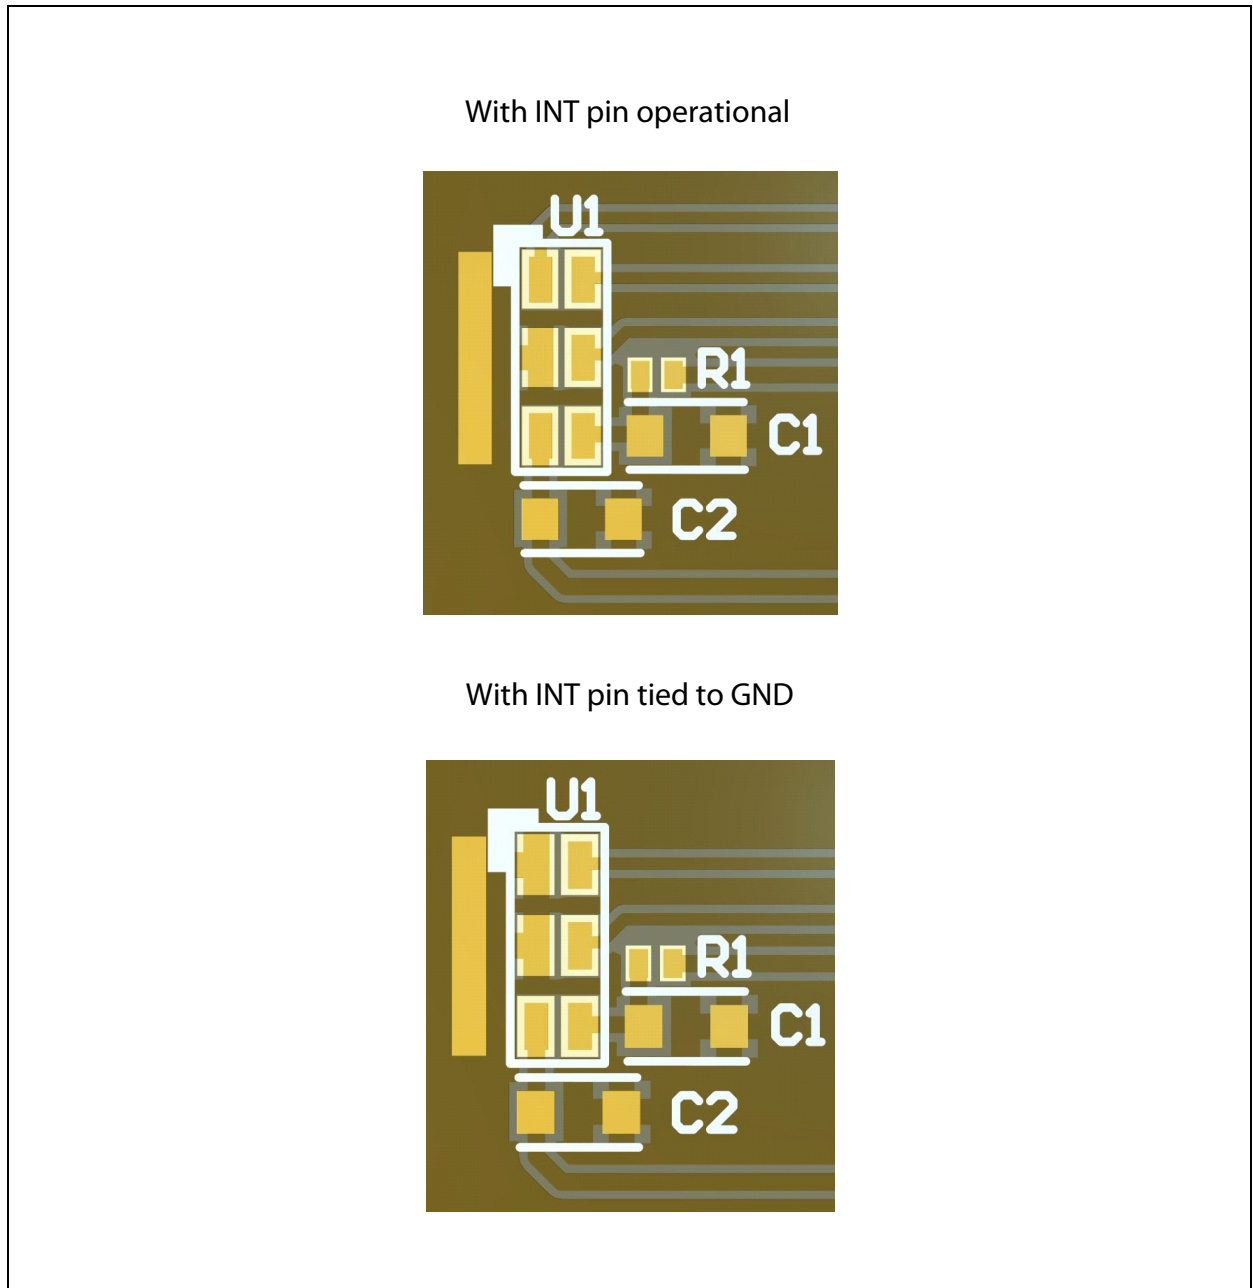 With INT pin operational
U1
R1
C1
C2
With INT pin tied to GND
U1
R1
C1
C2